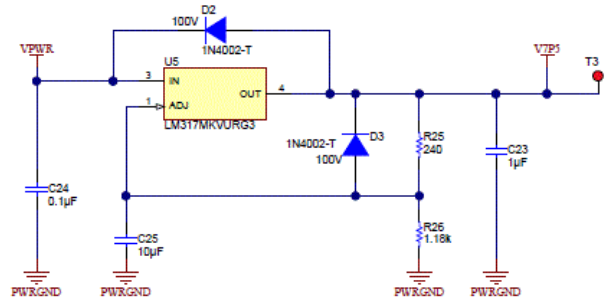 D2
100V
1N4002-T
VPWR
V7P5
T3
U5
3
IN
OUT
4
1
ADJ
LM317MKVURG3
1N4002-T
D3
100V
R25
240
C23
1µF
C24
0.1µF
C25
10µF
R26
1.18k
PWRGND
PWRGND
PWRGND
PWRGND